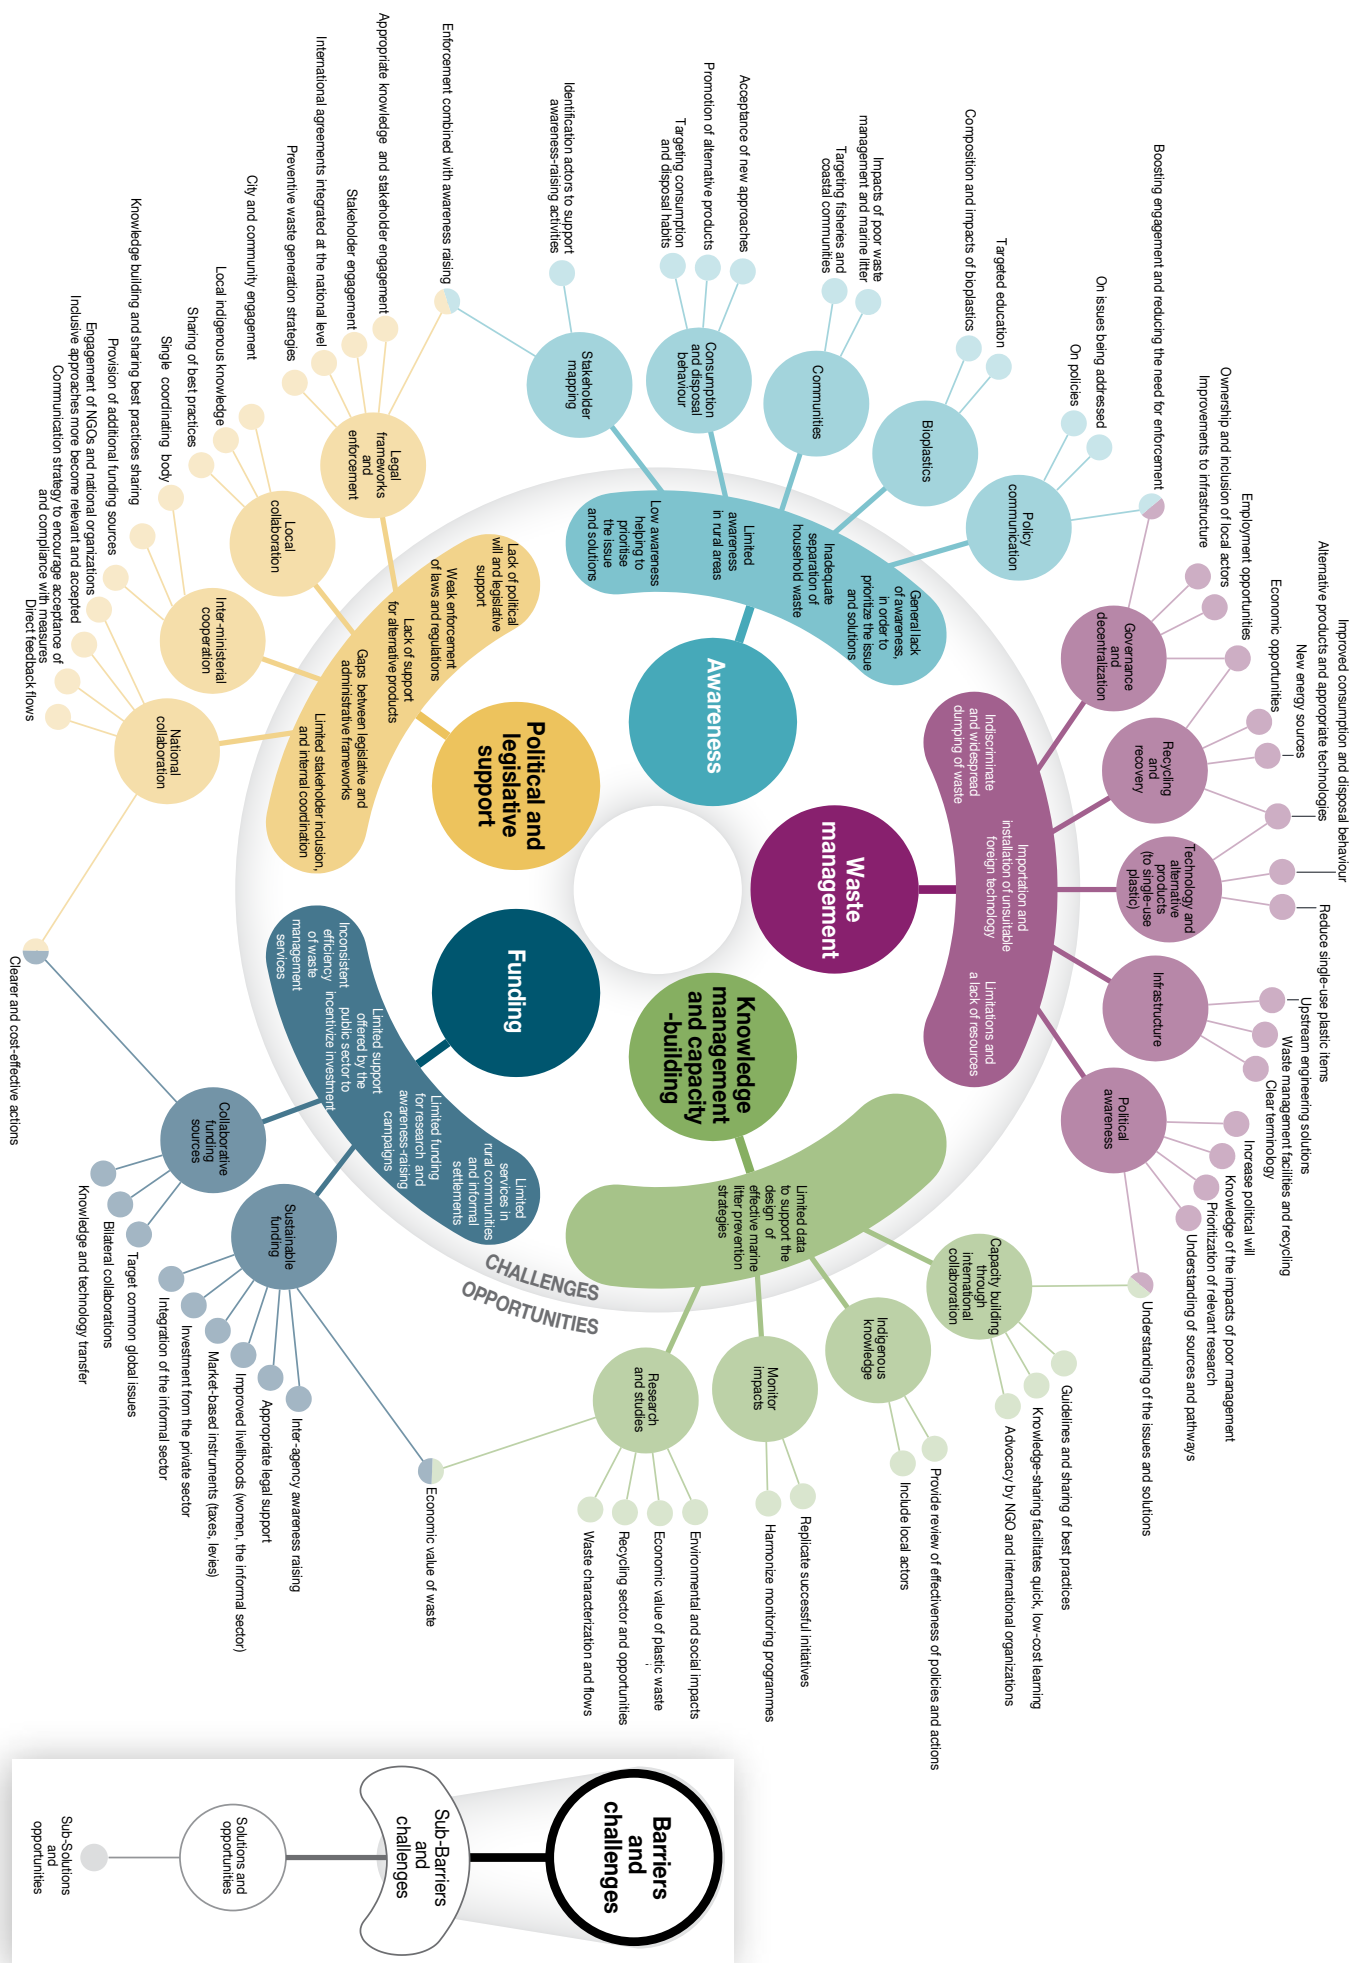 Awareness
General lack
of awareness,
in order to
prioritize the issue
and solutions
Inadequate
separation of
household waste
Limited
awareness
in rural areas
Low awareness
helping to
prioritise
the issue
and solutions
Policy
communication
Boosting engagement and reducing the need for enforcement
On issues being addressed
On policies
Bioplastics
Targeted education
Composition and impacts of bioplastics
Communities
Impacts of poor waste
management and marine litter
Targeting fisheries and
coastal communities
Consumption
and disposal
behaviour
Acceptance of new approaches
Promotion of alternative products
Targeting consumption
and disposal habits
Stakeholder
mapping
Identification actors to support
awareness-raising activities
Enforcement combined with awareness raising
Political and
legislative
support
Lack of political
will and legislative
support
Weak enforcement
of laws and regulations
Lack of support
for alternative products
Gaps between legislative and
administrative frameworks
Limited stakeholder inclusion,
and internal coordination
Legal
frameworks
and
enforcement
Appropriate knowledge and stakeholder engagement
Stakeholder engagement
International agreements integrated at the national level
Preventive waste generation strategies
Local
collaboration
City and community engagement
Local indigenous knowledge
Sharing of best practices
Inter-ministerial
cooperation
Single coordinating body
Knowledge building and sharing best practices sharing
Provision of additional funding sources
National
collaboration
Engagement of NGOs and national organizations
Inclusive approaches more become relevant and accepted
Communication strategy to encourage acceptance of
and compliance with measures
Direct feedback flows
Clearer and cost-effective actions
Waste
management
Indiscriminate
and widespread
dumping of waste
Importation and
installation of unsuitable
foreign technology
Limitations and
a lack of resources
Governance
and
decentralization
Ownership and inclusion of local actors
Improvements to infrastructure
Employment opportunities
Recycling
and
recovery
Economic opportunities
New energy sources
Alternative products and appropriate technologies
Technology and
alternative
products
(to single-use
plastic)
Improved consumption and disposal behaviour
Reduce single-use plastic items
Infrastructure
Upstream engineering solutions
Waste management facilities and recycling
Clear terminology
Political
awareness
Increase political will
Knowledge of the impacts of poor management
Prioritization of relevant research
Understanding of sources and pathways
Understanding of the issues and solutions
Knowledge
management
and capacity
-building
Limited data
to support the
design of
effective marine
litter prevention
strategies
Capacity building
through
international
collabroration
Guidelines and sharing of best practices
Knowledge-sharing facilitates quick, low-cost learning
Advocacy by NGO and international organizations
Indigenous
knowledge
Provide review of effectiveness of policies and actions
Include local actors
Monitor
impacts
Replicate successful initiatives
Harmonize monitoring programmes
Research
and studies
Environmental and social impacts
Economic value of plastic waste
Recycling sector and opportunities
Waste characterization and flows
Economic value of waste
Funding
Inconsistent
efficiency
of waste
management
services
Limited support
offered by the
public sector to
incentivize investment
Limited funding
for research and
awareness-raising
campaigns
Limited
services in
rural communities
and informal
settlements
Collaborative
funding
sources
Target common global issues
Bilateral collaborations
Knowledge and technology transfer
Sustainable
funding
Inter-agency awareness raising
Appropriate legal support
Improved livelihoods (women, the informal sector)
Market-based instruments (taxes, levies)
Investment from the private sector
Integration of the informal sector
CHALLENGES
OPPORTUNITIES
Barriers
and
challenges
Sub-Barriers
and
challenges
Solutions and
opportunities
Sub-Solutions
and
opportunities